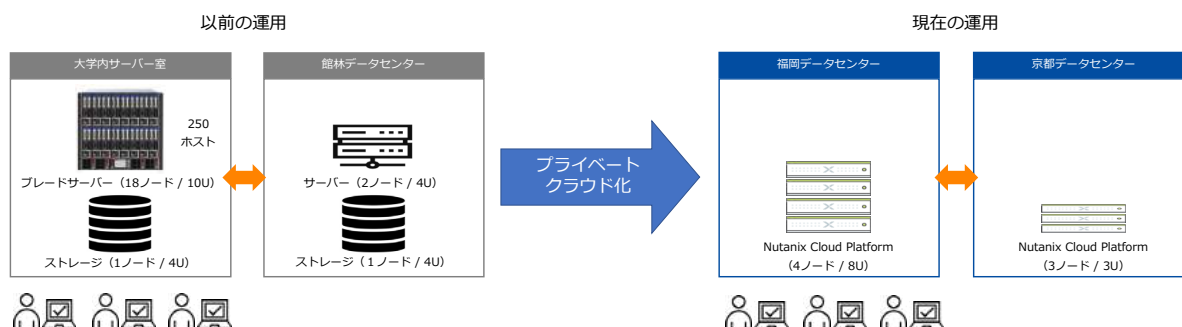 以前の運用
現在の運用
大学内サーバー室
館林データセンター
福岡データセンター
京都データセンター
250
ホスト
ブレードサーバー（18ノード / 10U）
サーバー（2ノード / 4U）
ストレージ（1ノード / 4U）
ストレージ（１ノード / 4U）
プライベート
クラウド化
Nutanix Cloud Platform
（4ノード / 8U）
Nutanix Cloud Platform
（3ノード / 3U）